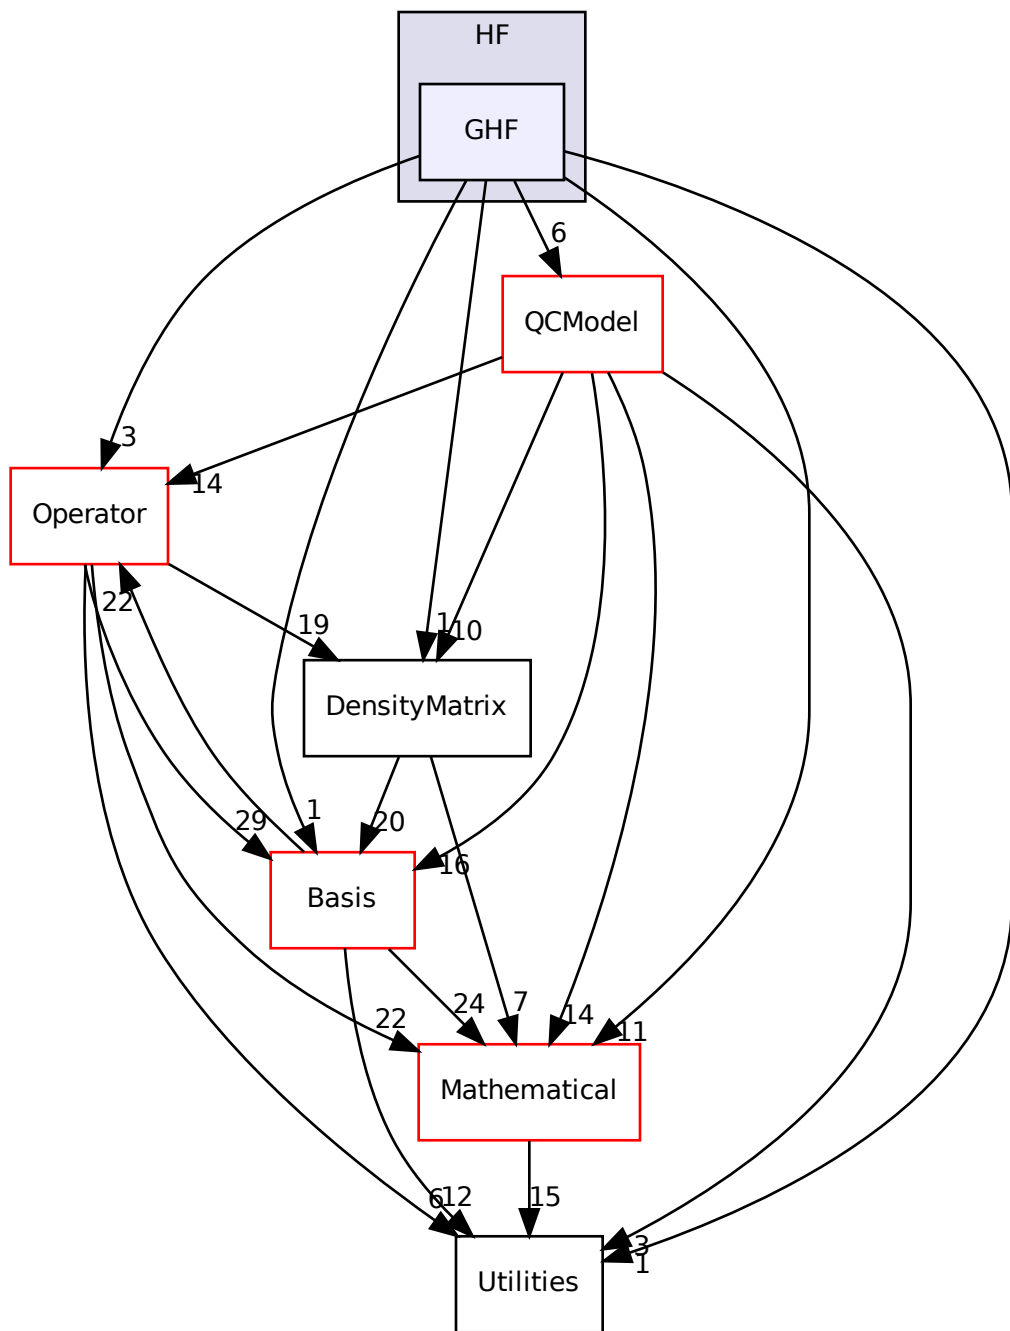 HF
GHF
6
QCModel
3
14
Operator
22
19
1
10
DensityMatrix
29
1
20
16
Basis
22
24
7
14
11
Mathematical
6
12
15
3
1
Utilities